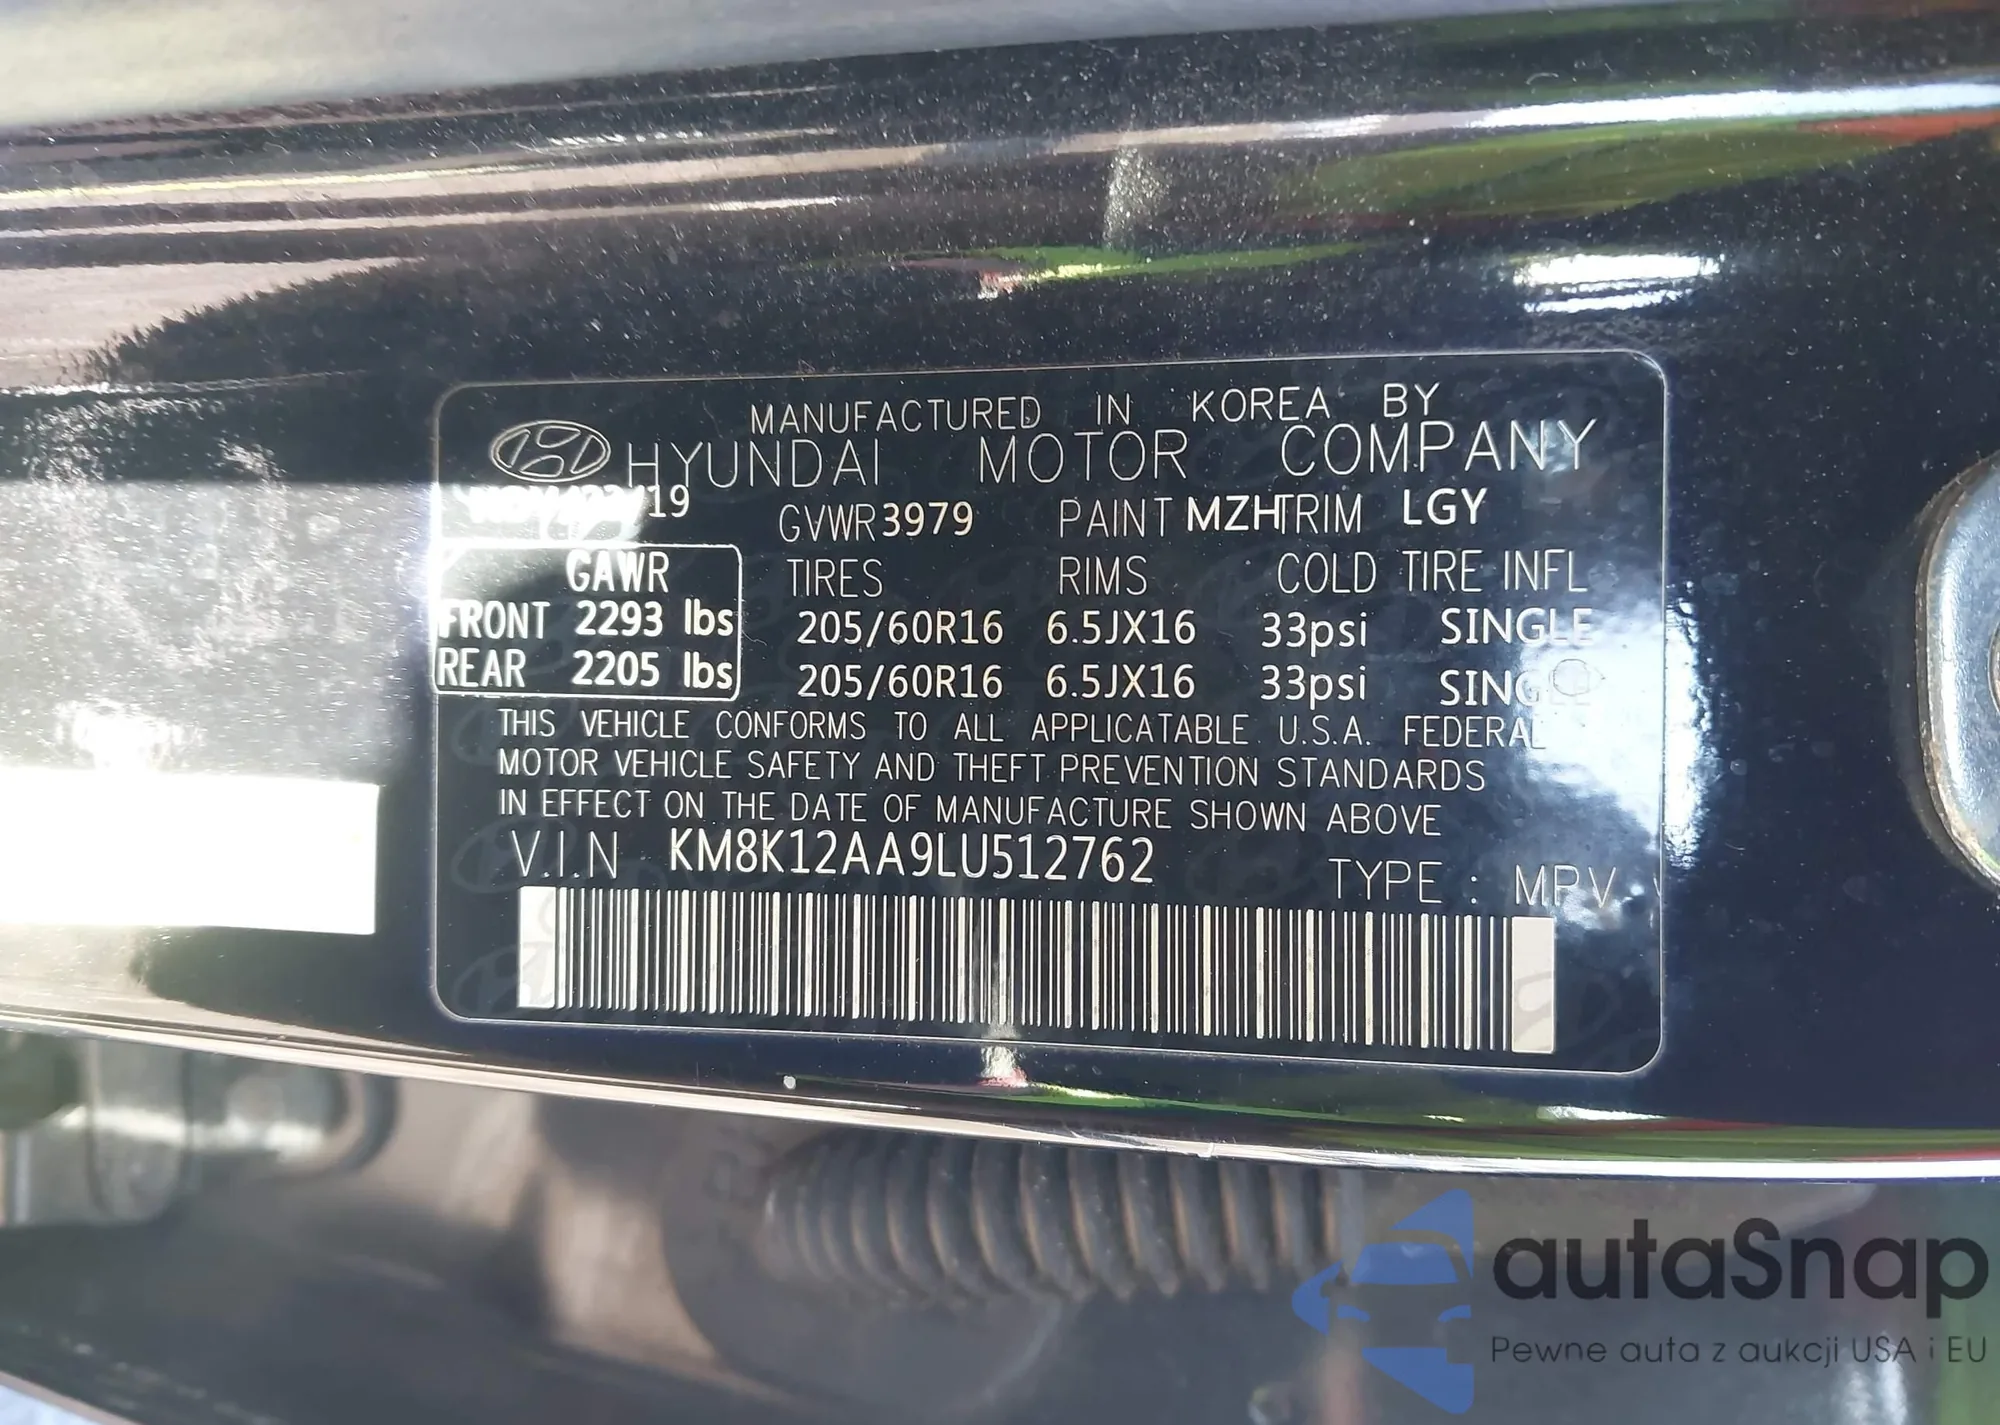 MANUFACTURED IN KOREA BY
HYUNDAI MOTOR COMPANY
/19 GVWR 3979 PAINT MZH TRIM LGY
GAWR TIRES RIMS COLD TIRE INFL
FRONT 2293 lbs 205/60R16 6.5JX16 33psi SINGLE
REAR 2205 lbs 205/60R16 6.5JX16 33psi SINGLE
THIS VEHICLE CONFORMS TO ALL APPLICATABLE U.S.A. FEDERAL
MOTOR VEHICLE SAFETY AND THEFT PREVENTION STANDARDS
IN EFFECT ON THE DATE OF MANUFACTURE SHOWN ABOVE
V.I.N KM8K12AA9LU512762 TYPE : MPV
autaSnap
Pewne auta z aukcji USA i EU